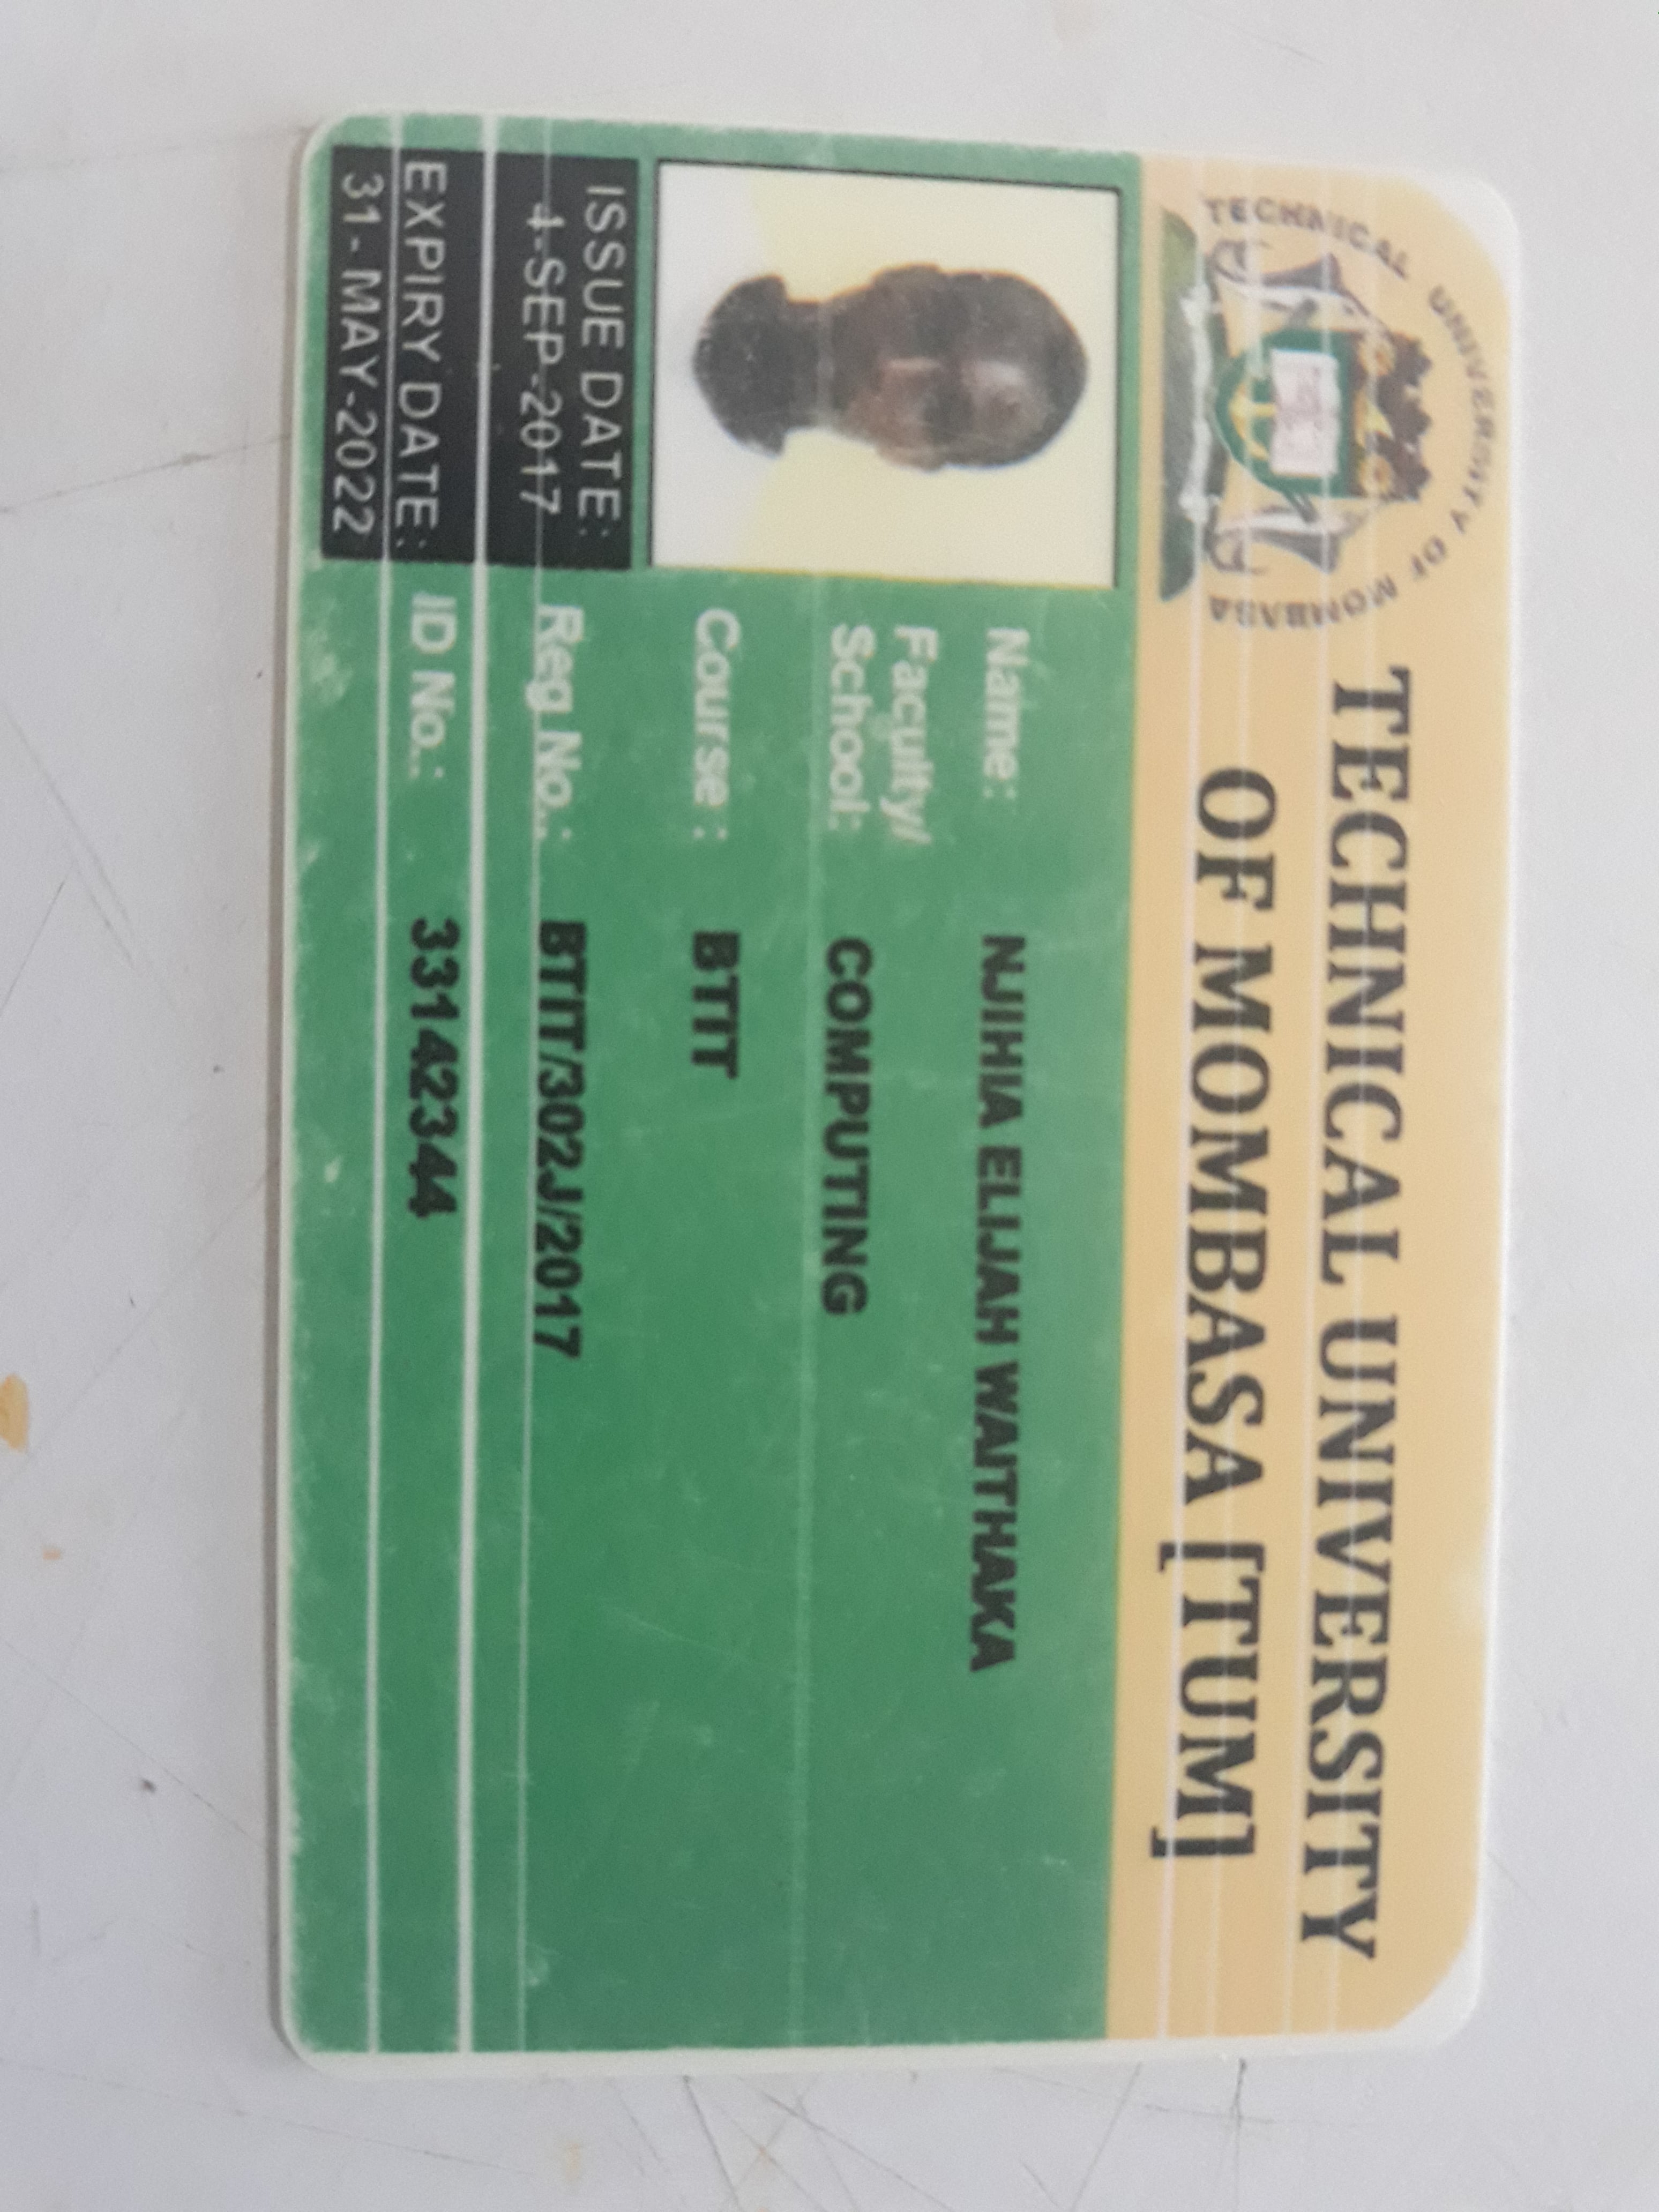 TECHNICAL UNIVERSITY OF MOMBASA
TECHNICAL UNIVERSITY
OF MOMBASA [TUM]
Name: NJIHIA ELIJAH WAITHAKA
Faculty/
School: COMPUTING
Course : BTIT
Reg No.: BTIT/302J/2017
ID No.: 33142344
ISSUE DATE:
1-SEP-2017
EXPIRY DATE:
31-MAY-2022